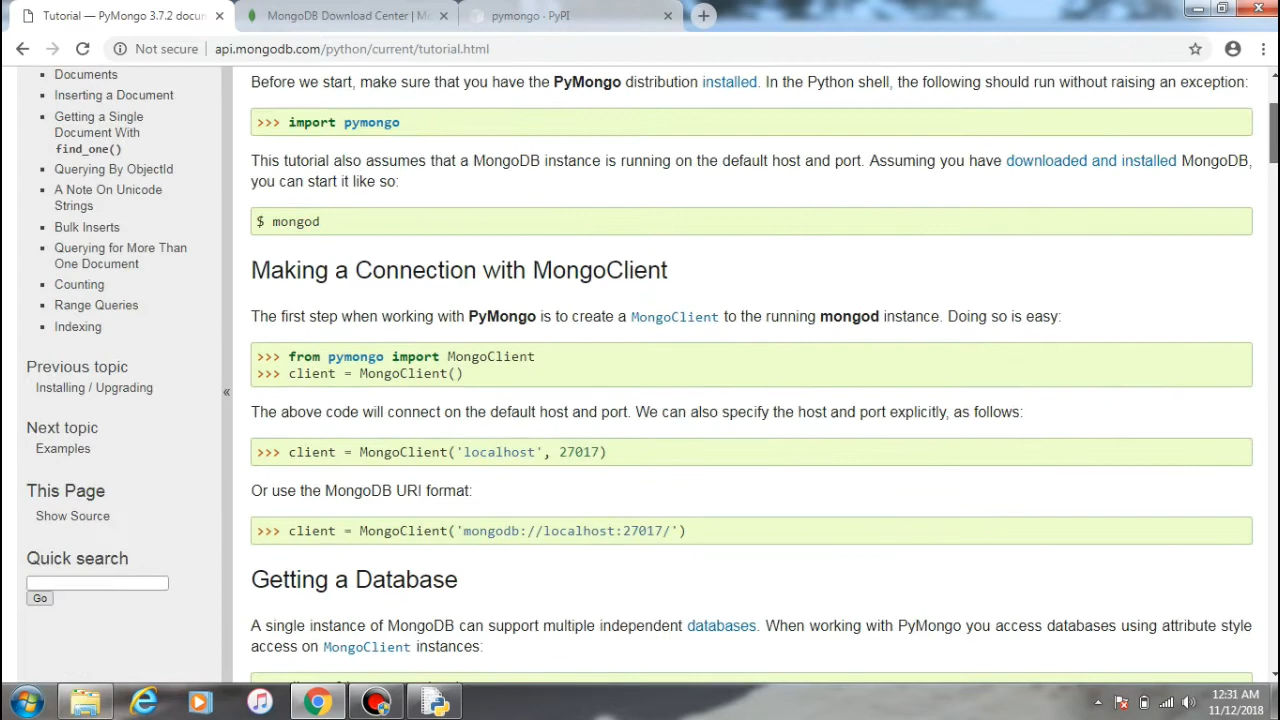 Tutorial — PyMongo 3.7.2 docum
MongoDB Download Center | Mo
pymongo · PyPI
Not secure
api.mongodb.com/python/current/tutorial.html
Documents
Inserting a Document
Getting a Single
Document With
find_one()
Querying By ObjectId
A Note On Unicode
Strings
Bulk Inserts
Querying for More Than
One Document
Counting
Range Queries
Indexing
Previous topic
Installing / Upgrading
Next topic
Examples
This Page
Show Source
Quick search
Go
«
Before we start, make sure that you have the PyMongo distribution installed. In the Python shell, the following should run without raising an exception:
>>> import pymongo
This tutorial also assumes that a MongoDB instance is running on the default host and port. Assuming you have downloaded and installed MongoDB,
you can start it like so:
$ mongod
Making a Connection with MongoClient
The first step when working with PyMongo is to create a MongoClient to the running mongod instance. Doing so is easy:
>>> from pymongo import MongoClient
>>> client = MongoClient()
The above code will connect on the default host and port. We can also specify the host and port explicitly, as follows:
>>> client = MongoClient('localhost', 27017)
Or use the MongoDB URI format:
>>> client = MongoClient('mongodb://localhost:27017/')
Getting a Database
A single instance of MongoDB can support multiple independent databases. When working with PyMongo you access databases using attribute style
access on MongoClient instances:
12:31 AM
11/12/2018